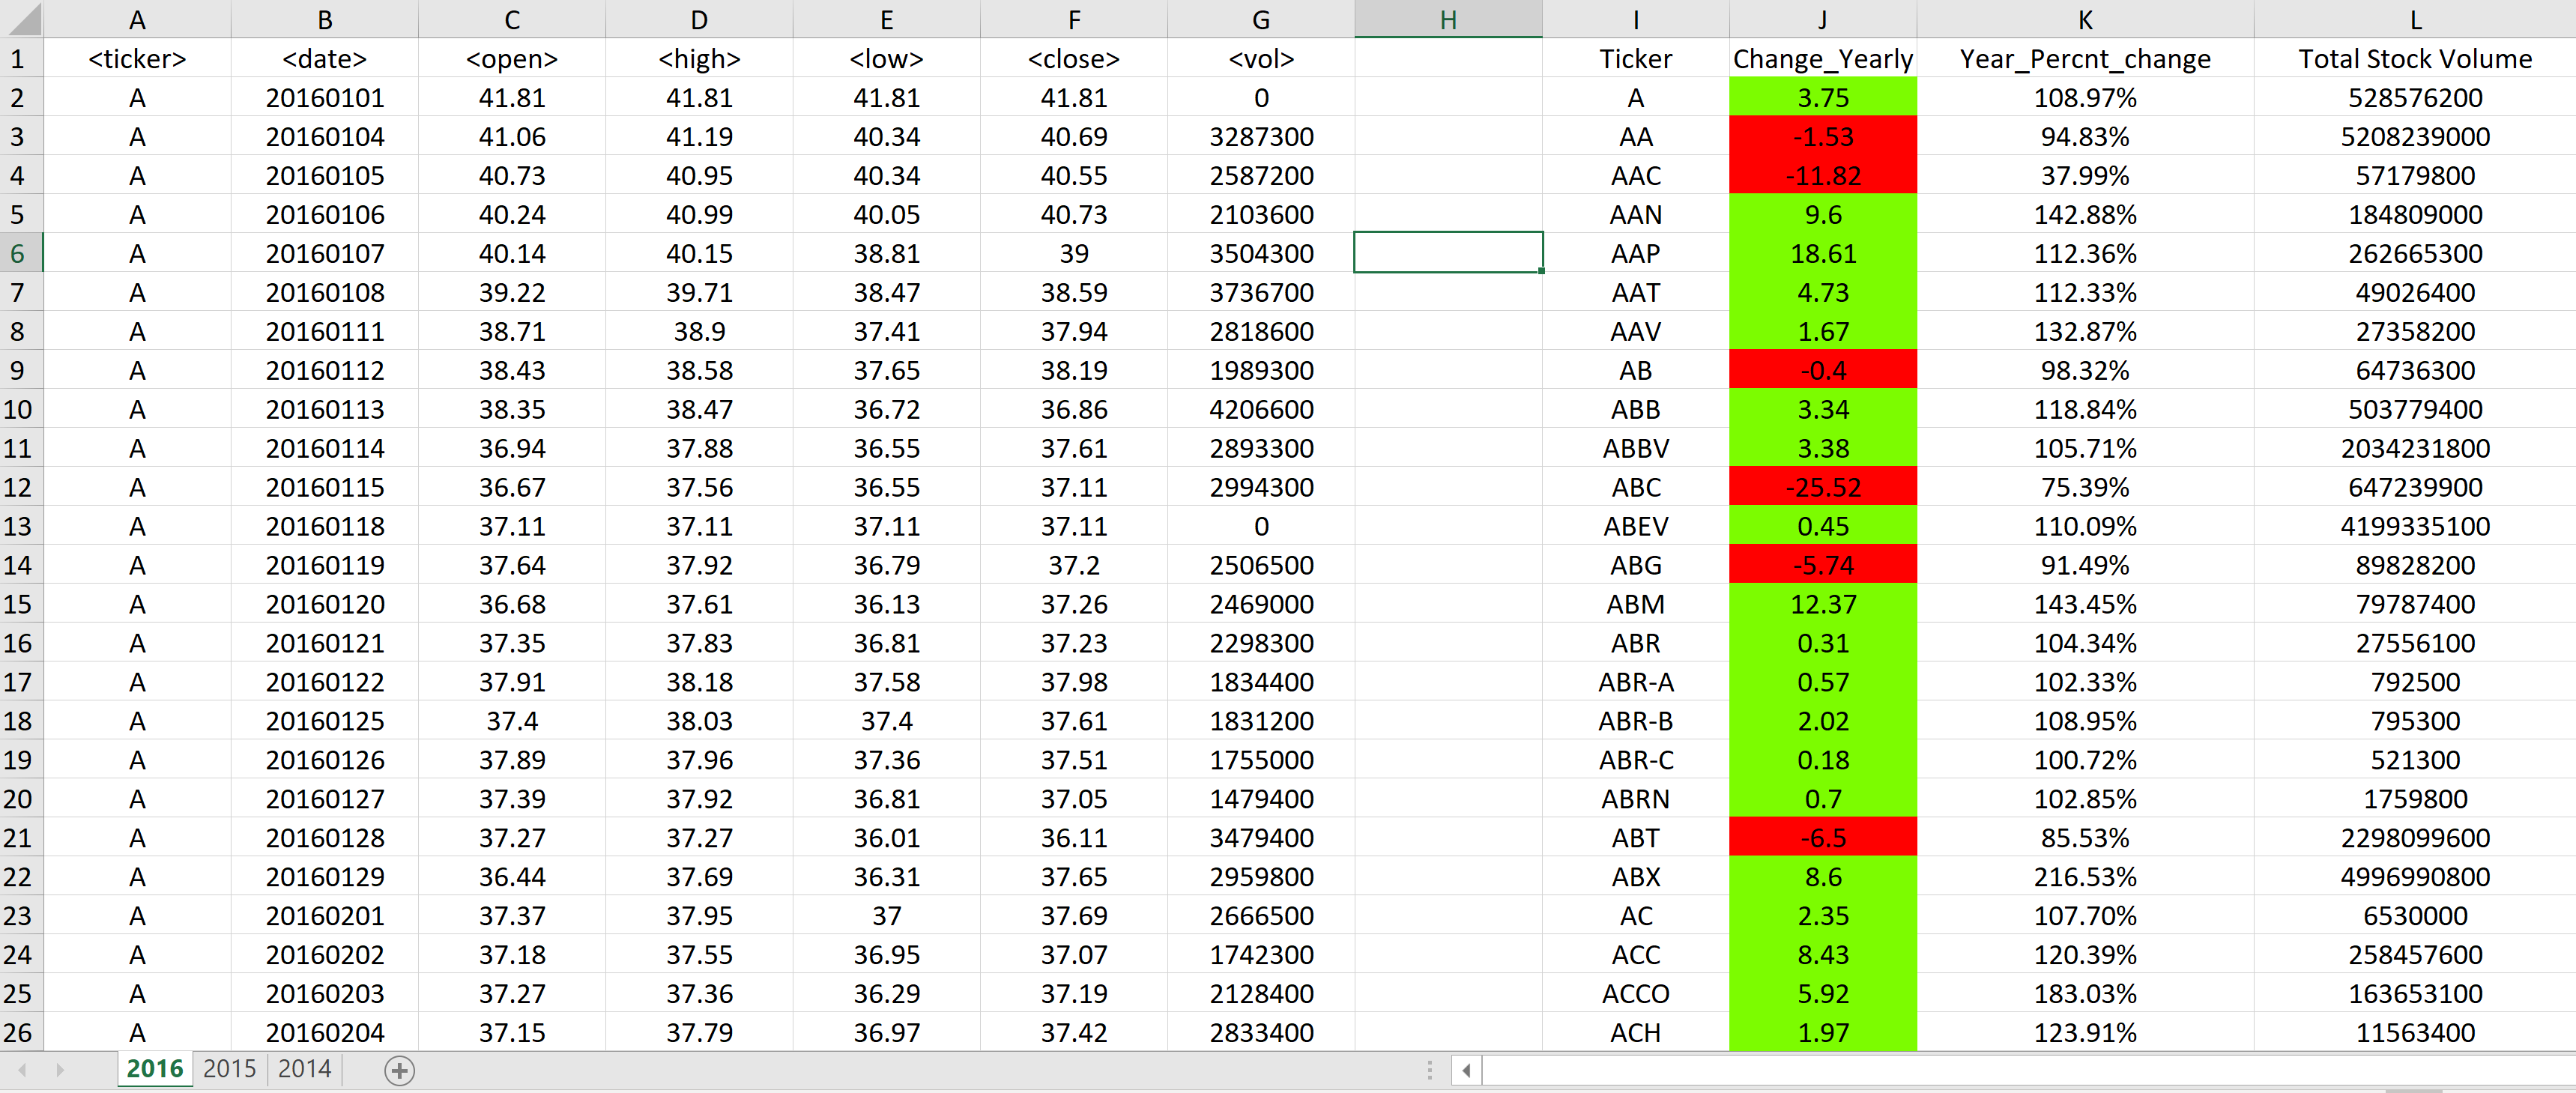 A B C D E F G H I J K L
1 <ticker> <date> <open> <high> <low> <close> <vol> Ticker Change_Yearly Year_Percnt_change Total Stock Volume
2 A 20160101 41.81 41.81 41.81 41.81 0 A 3.75 108.97% 528576200
3 A 20160104 41.06 41.19 40.34 40.69 3287300 AA -1.53 94.83% 5208239000
4 A 20160105 40.73 40.95 40.34 40.55 2587200 AAC -11.82 37.99% 57179800
5 A 20160106 40.24 40.99 40.05 40.73 2103600 AAN 9.6 142.88% 184809000
6 A 20160107 40.14 40.15 38.81 39 3504300 AAP 18.61 112.36% 262665300
7 A 20160108 39.22 39.71 38.47 38.59 3736700 AAT 4.73 112.33% 49026400
8 A 20160111 38.71 38.9 37.41 37.94 2818600 AAV 1.67 132.87% 27358200
9 A 20160112 38.43 38.58 37.65 38.19 1989300 AB -0.4 98.32% 64736300
10 A 20160113 38.35 38.47 36.72 36.86 4206600 ABB 3.34 118.84% 503779400
11 A 20160114 36.94 37.88 36.55 37.61 2893300 ABBV 3.38 105.71% 2034231800
12 A 20160115 36.67 37.56 36.55 37.11 2994300 ABC -25.52 75.39% 647239900
13 A 20160118 37.11 37.11 37.11 37.11 0 ABEV 0.45 110.09% 4199335100
14 A 20160119 37.64 37.92 36.79 37.2 2506500 ABG -5.74 91.49% 89828200
15 A 20160120 36.68 37.61 36.13 37.26 2469000 ABM 12.37 143.45% 79787400
16 A 20160121 37.35 37.83 36.81 37.23 2298300 ABR 0.31 104.34% 27556100
17 A 20160122 37.91 38.18 37.58 37.98 1834400 ABR-A 0.57 102.33% 792500
18 A 20160125 37.4 38.03 37.4 37.61 1831200 ABR-B 2.02 108.95% 795300
19 A 20160126 37.89 37.96 37.36 37.51 1755000 ABR-C 0.18 100.72% 521300
20 A 20160127 37.39 37.92 36.81 37.05 1479400 ABRN 0.7 102.85% 1759800
21 A 20160128 37.27 37.27 36.01 36.11 3479400 ABT -6.5 85.53% 2298099600
22 A 20160129 36.44 37.69 36.31 37.65 2959800 ABX 8.6 216.53% 4996990800
23 A 20160201 37.37 37.95 37 37.69 2666500 AC 2.35 107.70% 6530000
24 A 20160202 37.18 37.55 36.95 37.07 1742300 ACC 8.43 120.39% 258457600
25 A 20160203 37.27 37.36 36.29 37.19 2128400 ACCO 5.92 183.03% 163653100
26 A 20160204 37.15 37.79 36.97 37.42 2833400 ACH 1.97 123.91% 11563400
2016 2015 2014